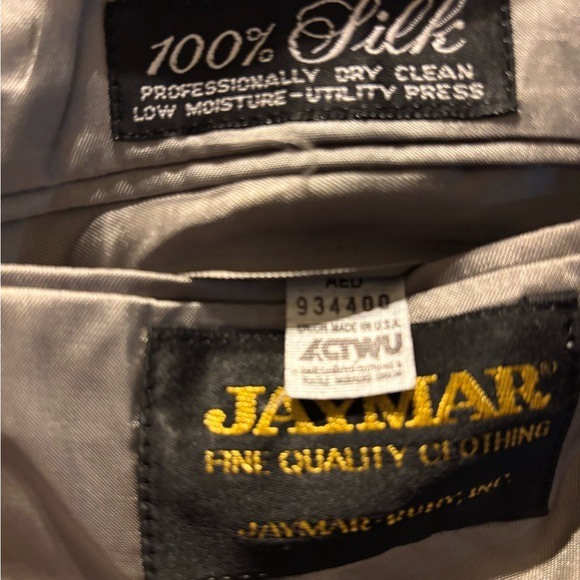 100% Silk
PROFESSIONALLY DRY CLEAN
LOW MOISTURE-UTILITY PRESS
AED
934400
UNION MADE IN U.S.A.
ACTWU
JAYMAR®
FINE QUALITY CLOTHING
JAYMAR-RUBY, INC.